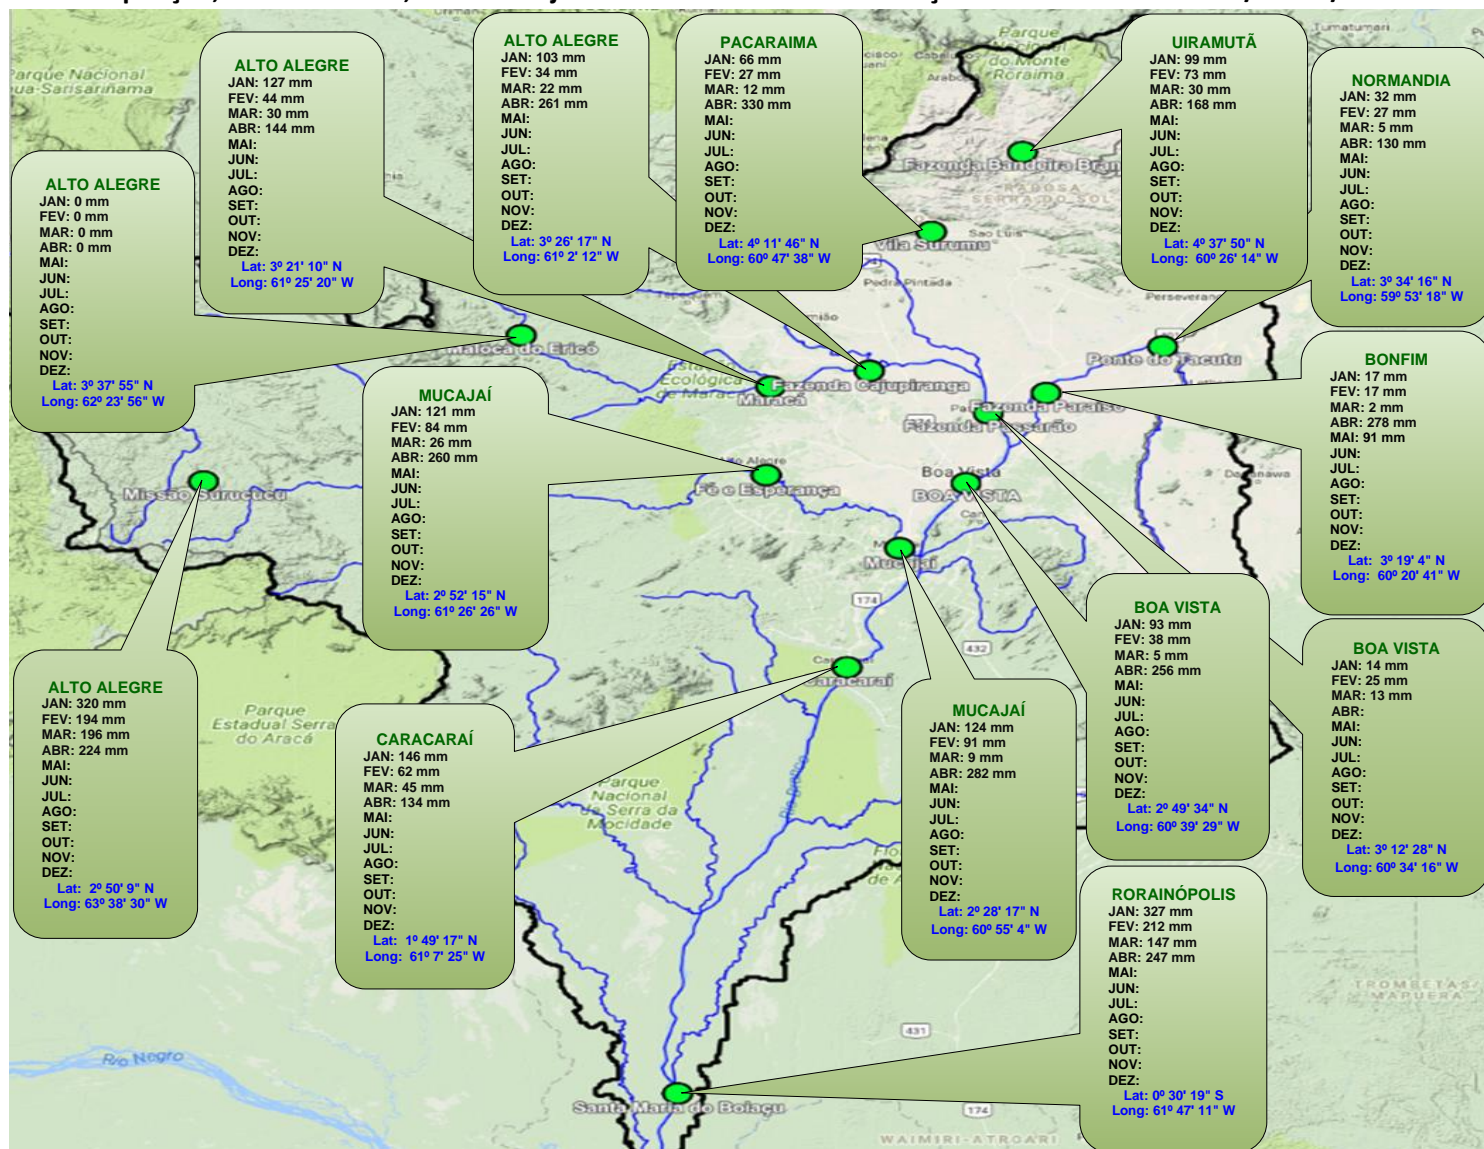 ALTO ALEGRE
JAN: 0 mm
FEV: 0 mm
MAR: 0 mm
ABR: 0 mm
MAI:
JUN:
JUL:
AGO:
SET:
OUT:
NOV:
DEZ:
Lat: 3º 37' 55" N
Long: 62º 23' 56" W
ALTO ALEGRE
JAN: 127 mm
FEV: 44 mm
MAR: 30 mm
ABR: 144 mm
MAI:
JUN:
JUL:
AGO:
SET:
OUT:
NOV:
DEZ:
Lat: 3º 21' 10" N
Long: 61º 25' 20" W
ALTO ALEGRE
JAN: 103 mm
FEV: 34 mm
MAR: 22 mm
ABR: 261 mm
MAI:
JUN:
JUL:
AGO:
SET:
OUT:
NOV:
DEZ:
Lat: 3º 26' 17" N
Long: 61º 2' 12" W
PACARAIMA
JAN: 66 mm
FEV: 27 mm
MAR: 12 mm
ABR: 330 mm
MAI:
JUN:
JUL:
AGO:
SET:
OUT:
NOV:
DEZ:
Lat: 4º 11' 46" N
Long: 60º 47' 38" W
UIRAMUTÃ
JAN: 99 mm
FEV: 73 mm
MAR: 30 mm
ABR: 168 mm
MAI:
JUN:
JUL:
AGO:
SET:
OUT:
NOV:
DEZ:
Lat: 4º 37' 50" N
Long: 60º 26' 14" W
NORMANDIA
JAN: 32 mm
FEV: 27 mm
MAR: 5 mm
ABR: 130 mm
MAI:
JUN:
JUL:
AGO:
SET:
OUT:
NOV:
DEZ:
Lat: 3º 34' 16" N
Long: 59º 53' 18" W
MUCAJAÍ
JAN: 121 mm
FEV: 84 mm
MAR: 26 mm
ABR: 260 mm
MAI:
JUN:
JUL:
AGO:
SET:
OUT:
NOV:
DEZ:
Lat: 2º 52' 15" N
Long: 61º 26' 26" W
BONFIM
JAN: 17 mm
FEV: 17 mm
MAR: 2 mm
ABR: 278 mm
MAI: 91 mm
JUN:
JUL:
AGO:
SET:
OUT:
NOV:
DEZ:
Lat: 3º 19' 4" N
Long: 60º 20' 41" W
ALTO ALEGRE
JAN: 320 mm
FEV: 194 mm
MAR: 196 mm
ABR: 224 mm
MAI:
JUN:
JUL:
AGO:
SET:
OUT:
NOV:
DEZ:
Lat: 2º 50' 9" N
Long: 63º 38' 30" W
CARACARAÍ
JAN: 146 mm
FEV: 62 mm
MAR: 45 mm
ABR: 134 mm
MAI:
JUN:
JUL:
AGO:
SET:
OUT:
NOV:
DEZ:
Lat: 1º 49' 17" N
Long: 61º 7' 25" W
MUCAJAÍ
JAN: 124 mm
FEV: 91 mm
MAR: 9 mm
ABR: 282 mm
MAI:
JUN:
JUL:
AGO:
SET:
OUT:
NOV:
DEZ:
Lat: 2º 28' 17" N
Long: 60º 55' 4" W
BOA VISTA
JAN: 93 mm
FEV: 38 mm
MAR: 5 mm
ABR: 256 mm
MAI:
JUN:
JUL:
AGO:
SET:
OUT:
NOV:
DEZ:
Lat: 2º 49' 34" N
Long: 60º 39' 29" W
BOA VISTA
JAN: 14 mm
FEV: 25 mm
MAR: 13 mm
ABR:
MAI:
JUN:
JUL:
AGO:
SET:
OUT:
NOV:
DEZ:
Lat: 3º 12' 28" N
Long: 60º 34' 16" W
RORAINÓPOLIS
JAN: 327 mm
FEV: 212 mm
MAR: 147 mm
ABR: 247 mm
MAI:
JUN:
JUL:
AGO:
SET:
OUT:
NOV:
DEZ:
Lat: 0º 30' 19" S
Long: 61º 47' 11" W
Parque Nacional
Parque
do Monte
Roraima
Tumatumari
Fazenda Bandeira
RAPOSA
SERRA DO SOL
Vila Surumu
São Luis
Pedra Pintada
Maloca do Ericó
Estação
Ecológica
de Maracá
Maracá
Fazenda Cajupiranga
Ponte do Tacutu
Fazenda Paraíso
Fazenda Passarão
Missão Surucucu
Fé e Esperança
Boa Vista
BOA VISTA
Mucajaí
174
432
Caracaraí
Parque
Estadual Serra
do Aracá
Parque
Nacional
da Serra da
Mocidade
Rio Branco
Rio Negro
431
174
Santa Maria do Boiaçu
WAIMIRI-ATROARI
TROMBETAS/
MAPUERA